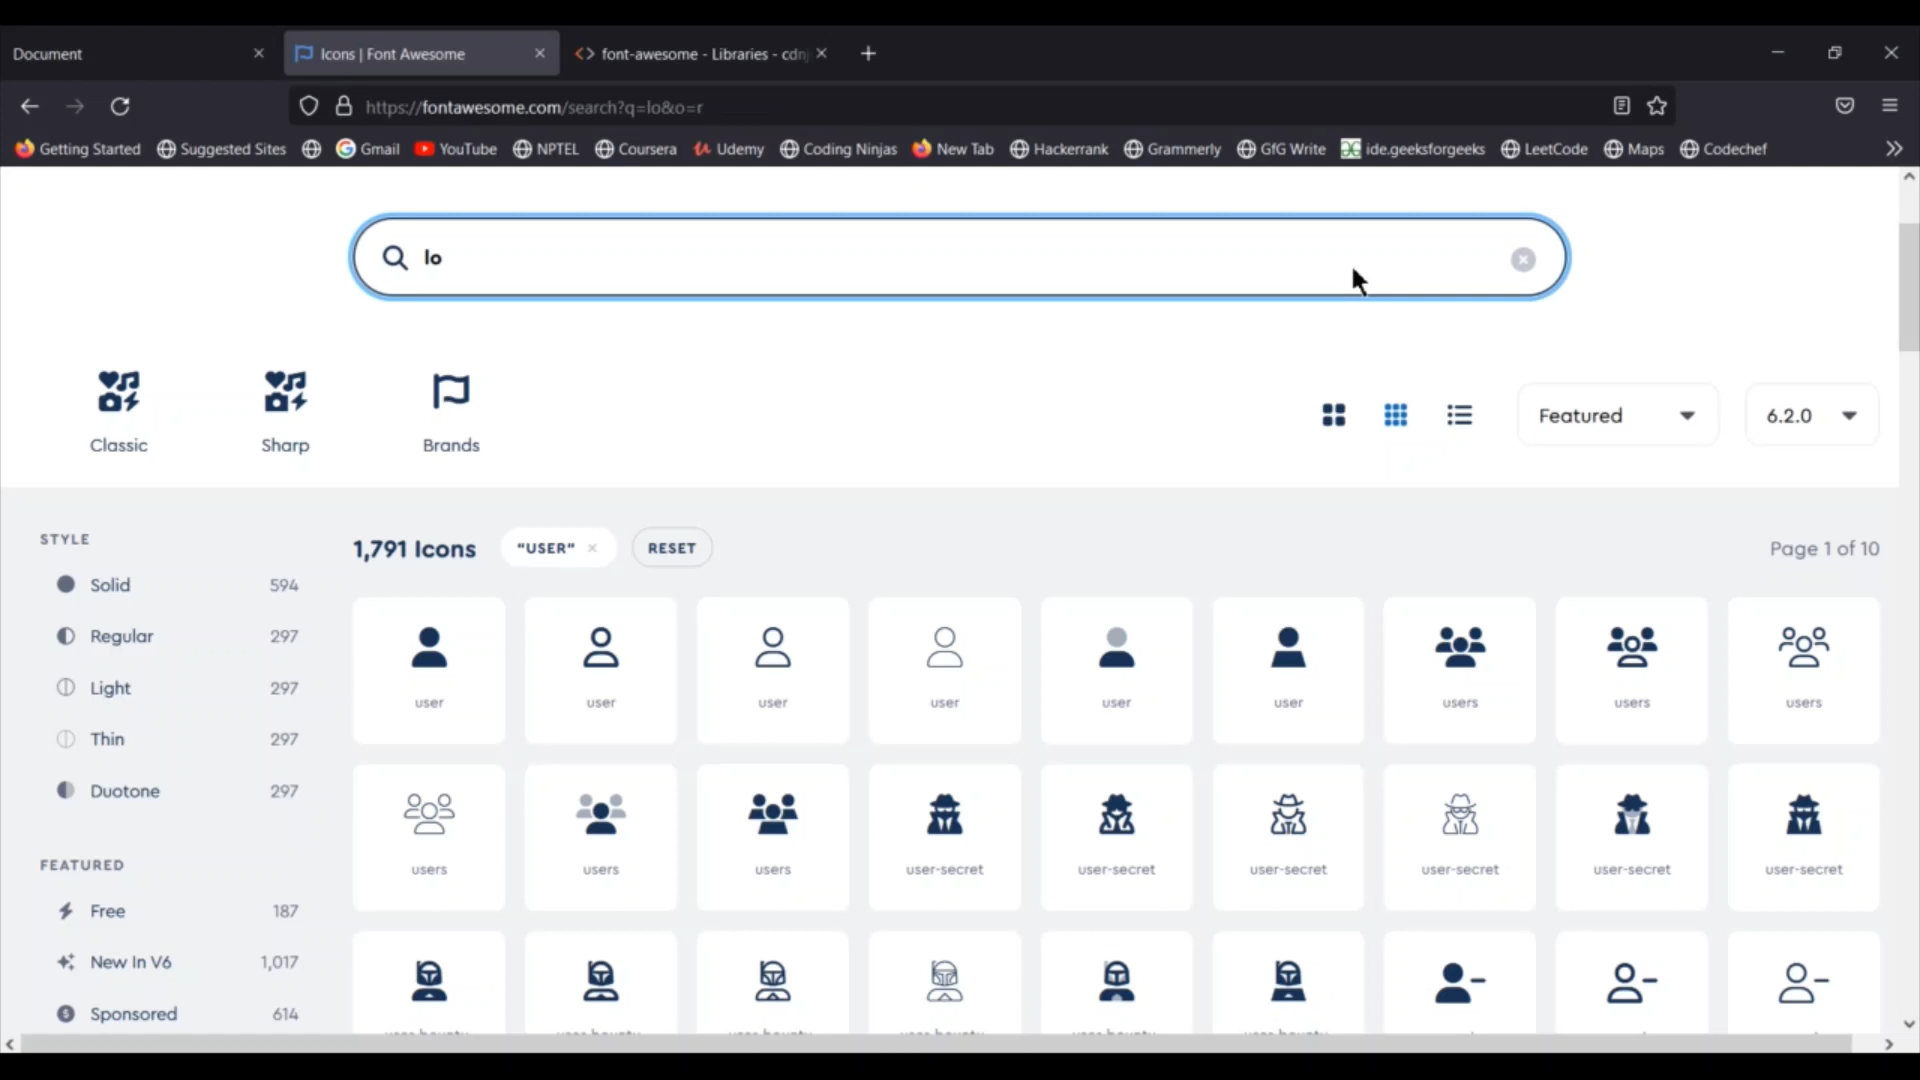 Document
Icons | Font Awesome
font-awesome - Libraries - cdn
https://fontawesome.com/search?q=lo&o=r
Getting Started
Suggested Sites
Gmail
YouTube
NPTEL
Coursera
Udemy
Coding Ninjas
New Tab
Hackerrank
Grammerly
GfG Write
ide.geeksforgeeks
LeetCode
Maps
Codechef
lo
Classic
Sharp
Brands
Featured
6.2.0
STYLE
Solid 594
Regular 297
Light 297
Thin 297
Duotone 297
FEATURED
Free 187
New In V6 1,017
Sponsored 614
1,791 Icons
"USER"
RESET
Page 1 of 10
user user user user user user users users users
users users users user-secret user-secret user-secret user-secret user-secret user-secret